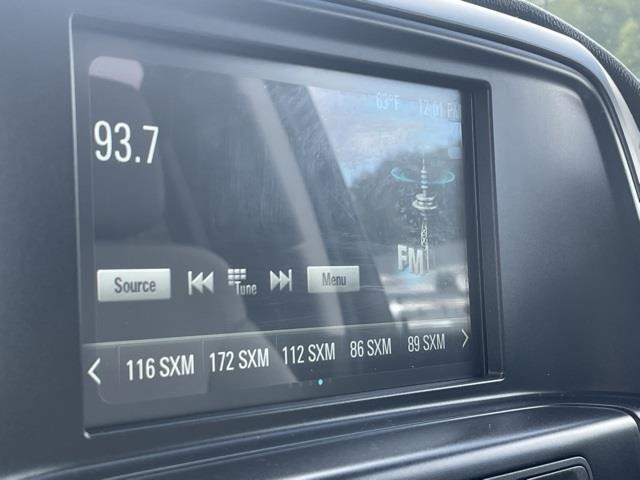 63°F 12:01 PM
93.7
FM
Source Tune Menu
116 SXM 172 SXM 112 SXM 86 SXM 89 SXM